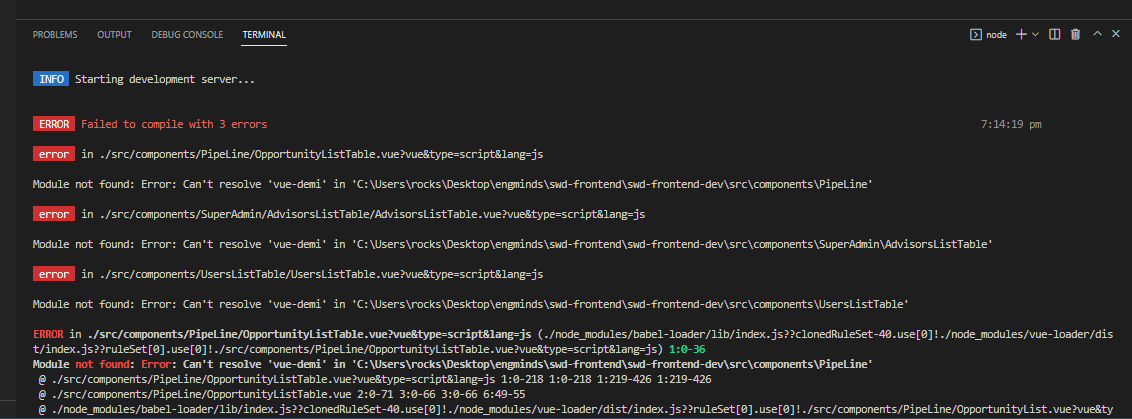 PROBLEMS OUTPUT DEBUG CONSOLE TERMINAL node
INFO Starting development server...
ERROR Failed to compile with 3 errors 7:14:19 pm
error in ./src/components/PipeLine/OpportunityListTable.vue?vue&type=script&lang=js
Module not found: Error: Can't resolve 'vue-demi' in 'C:\Users\rocks\Desktop\engminds\swd-frontend\swd-frontend-dev\src\components\PipeLine'
error in ./src/components/SuperAdmin/AdvisorsListTable/AdvisorsListTable.vue?vue&type=script&lang=js
Module not found: Error: Can't resolve 'vue-demi' in 'C:\Users\rocks\Desktop\engminds\swd-frontend\swd-frontend-dev\src\components\SuperAdmin\AdvisorsListTable'
error in ./src/components/UsersListTable/UsersListTable.vue?vue&type=script&lang=js
Module not found: Error: Can't resolve 'vue-demi' in 'C:\Users\rocks\Desktop\engminds\swd-frontend\swd-frontend-dev\src\components\UsersListTable'
ERROR in ./src/components/PipeLine/OpportunityListTable.vue?vue&type=script&lang=js (./node_modules/babel-loader/lib/index.js??clonedRuleSet-40.use[0]!./node_modules/vue-loader/dis
t/index.js??ruleSet[0].use[0]!./src/components/PipeLine/OpportunityListTable.vue?vue&type=script&lang=js) 1:0-36
Module not found: Error: Can't resolve 'vue-demi' in 'C:\Users\rocks\Desktop\engminds\swd-frontend\swd-frontend-dev\src\components\PipeLine'
@ ./src/components/PipeLine/OpportunityListTable.vue?vue&type=script&lang=js 1:0-218 1:0-218 1:219-426 1:219-426
@ ./src/components/PipeLine/OpportunityListTable.vue 2:0-71 3:0-66 3:0-66 6:49-55
@ ./node_modules/babel-loader/lib/index.js??clonedRuleSet-40.use[0]!./node_modules/vue-loader/dist/index.js??ruleSet[0].use[0]!./src/components/PipeLine/OpportunityList.vue?vue&ty